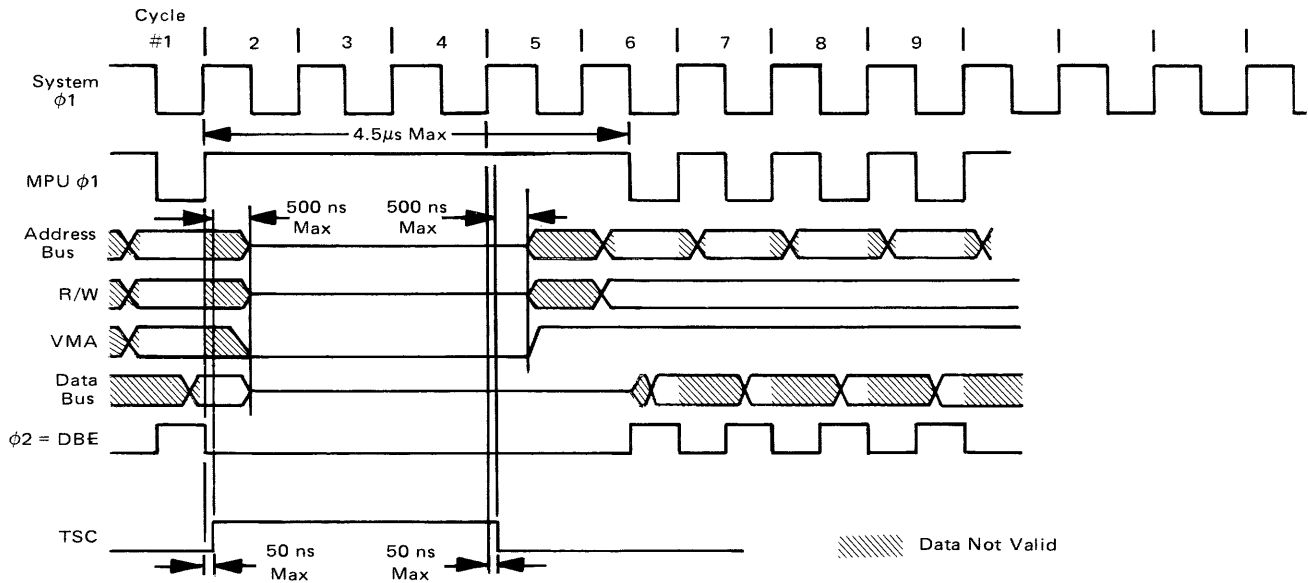 Cycle
#1 2 3 4 5 6 7 8 9
System
ϕ1
4.5μs Max
MPU ϕ1
500 ns
Max
500 ns
Max
Address
Bus
R/W
VMA
Data
Bus
ϕ2 = DBE
TSC
50 ns
Max
50 ns
Max
Data Not Valid